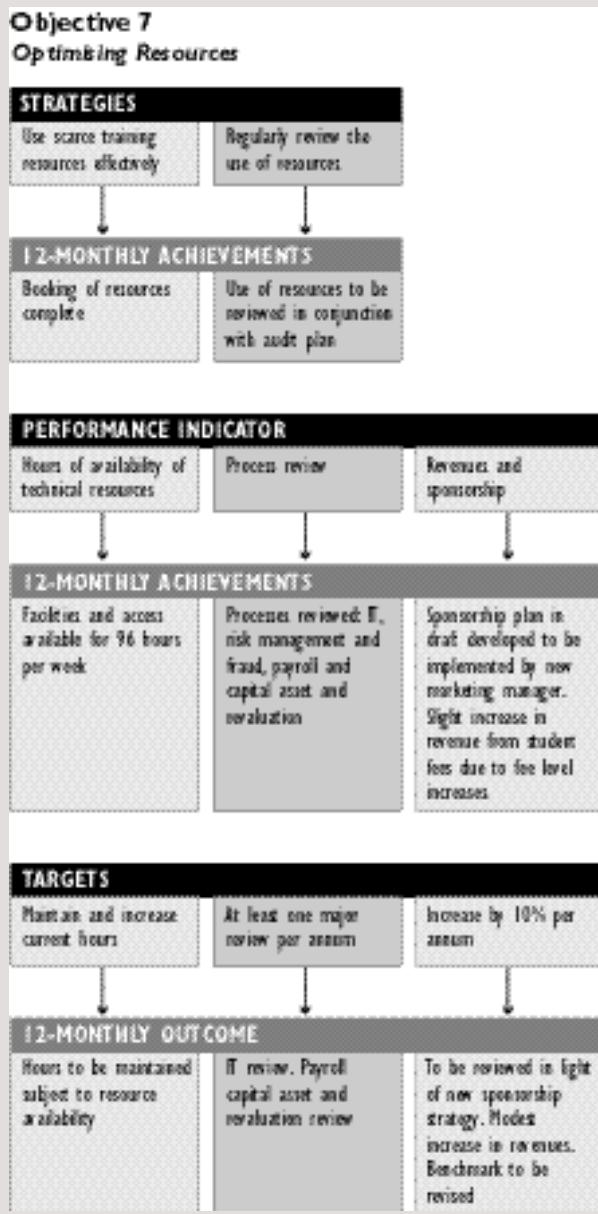 Objective 7
Optimising Resources
STRATEGIES
Use scarce training
resources effectively
Regularly review the
use of resources
12-MONTHLY ACHIEVEMENTS
Booking of resources
complete
Use of resources to be
reviewed in conjunction
with audit plan
PERFORMANCE INDICATOR
Hours of availability of
technical resources
Process review
Revenues and
sponsorship
12-MONTHLY ACHIEVEMENTS
Facilities and access
available for 96 hours
per week
Processes reviewed: IT,
risk management and
fraud, payroll and
capital asset and
revaluation
Sponsorship plan in
draft developed to be
implemented by new
marketing manager.
Slight increase in
revenue from student
fees due to fee level
increases
TARGETS
Maintain and increase
current hours
At least one major
review per annum
Increase by 10% per
annum
12-MONTHLY OUTCOME
Hours to be maintained
subject to resource
availability
IT review. Payroll
capital asset and
revaluation review
To be reviewed in light
of new sponsorship
strategy. Modest
increase in revenues.
Benchmark to be
revised